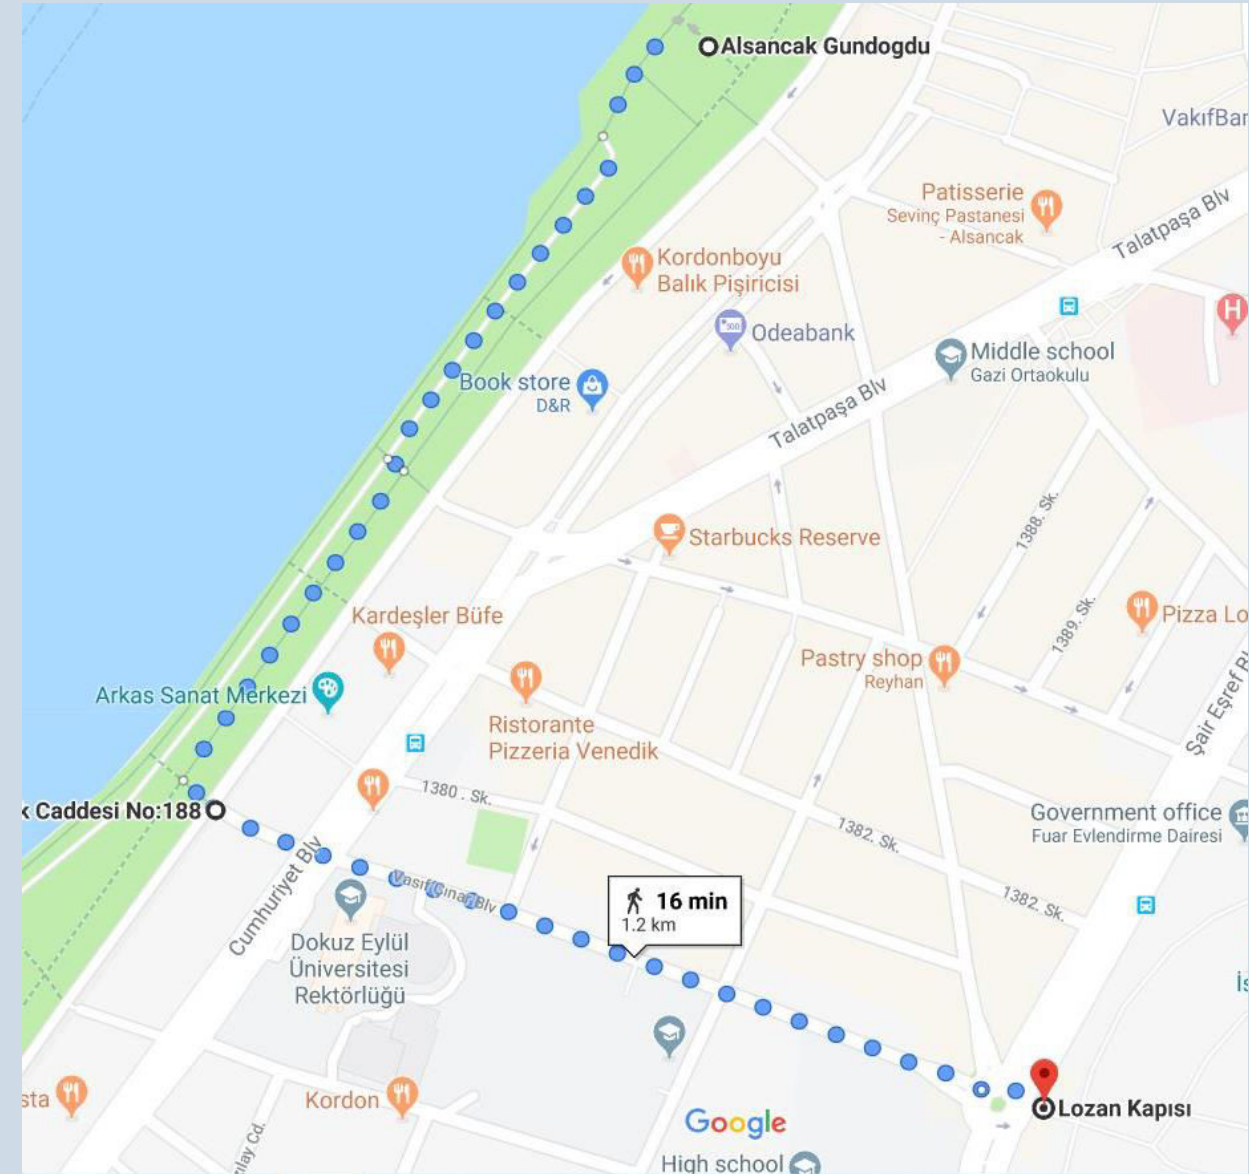 Alsancak Gundogdu
VakıfBar
Patisserie
Sevinç Pastanesi
- Alsancak
Talatpaşa Blv
Kordonboyu
Balık Pişiricisi
Odeabank
Middle school
Gazi Ortaokulu
Book store
D&R
Talatpaşa Blv
H
Starbucks Reserve
1388. Sk.
1389. Sk.
Pizza Lo
Kardeşler Büfe
Pastry shop
Reyhan
Arkas Sanat Merkezi
Ristorante
Pizzeria Venedik
Şair Eşref Bl
1380 . Sk.
k Caddesi No:188
Government office
Fuar Evlendirme Dairesi
1382. Sk.
Cumhuriyet Blv
Vasıf Çınar Blv
16 min
1.2 km
1382. Sk.
Dokuz Eylül
Üniversitesi
Rektörlüğü
İs
sta
Kordon
Google
Lozan Kapısı
ılay Cd.
High school